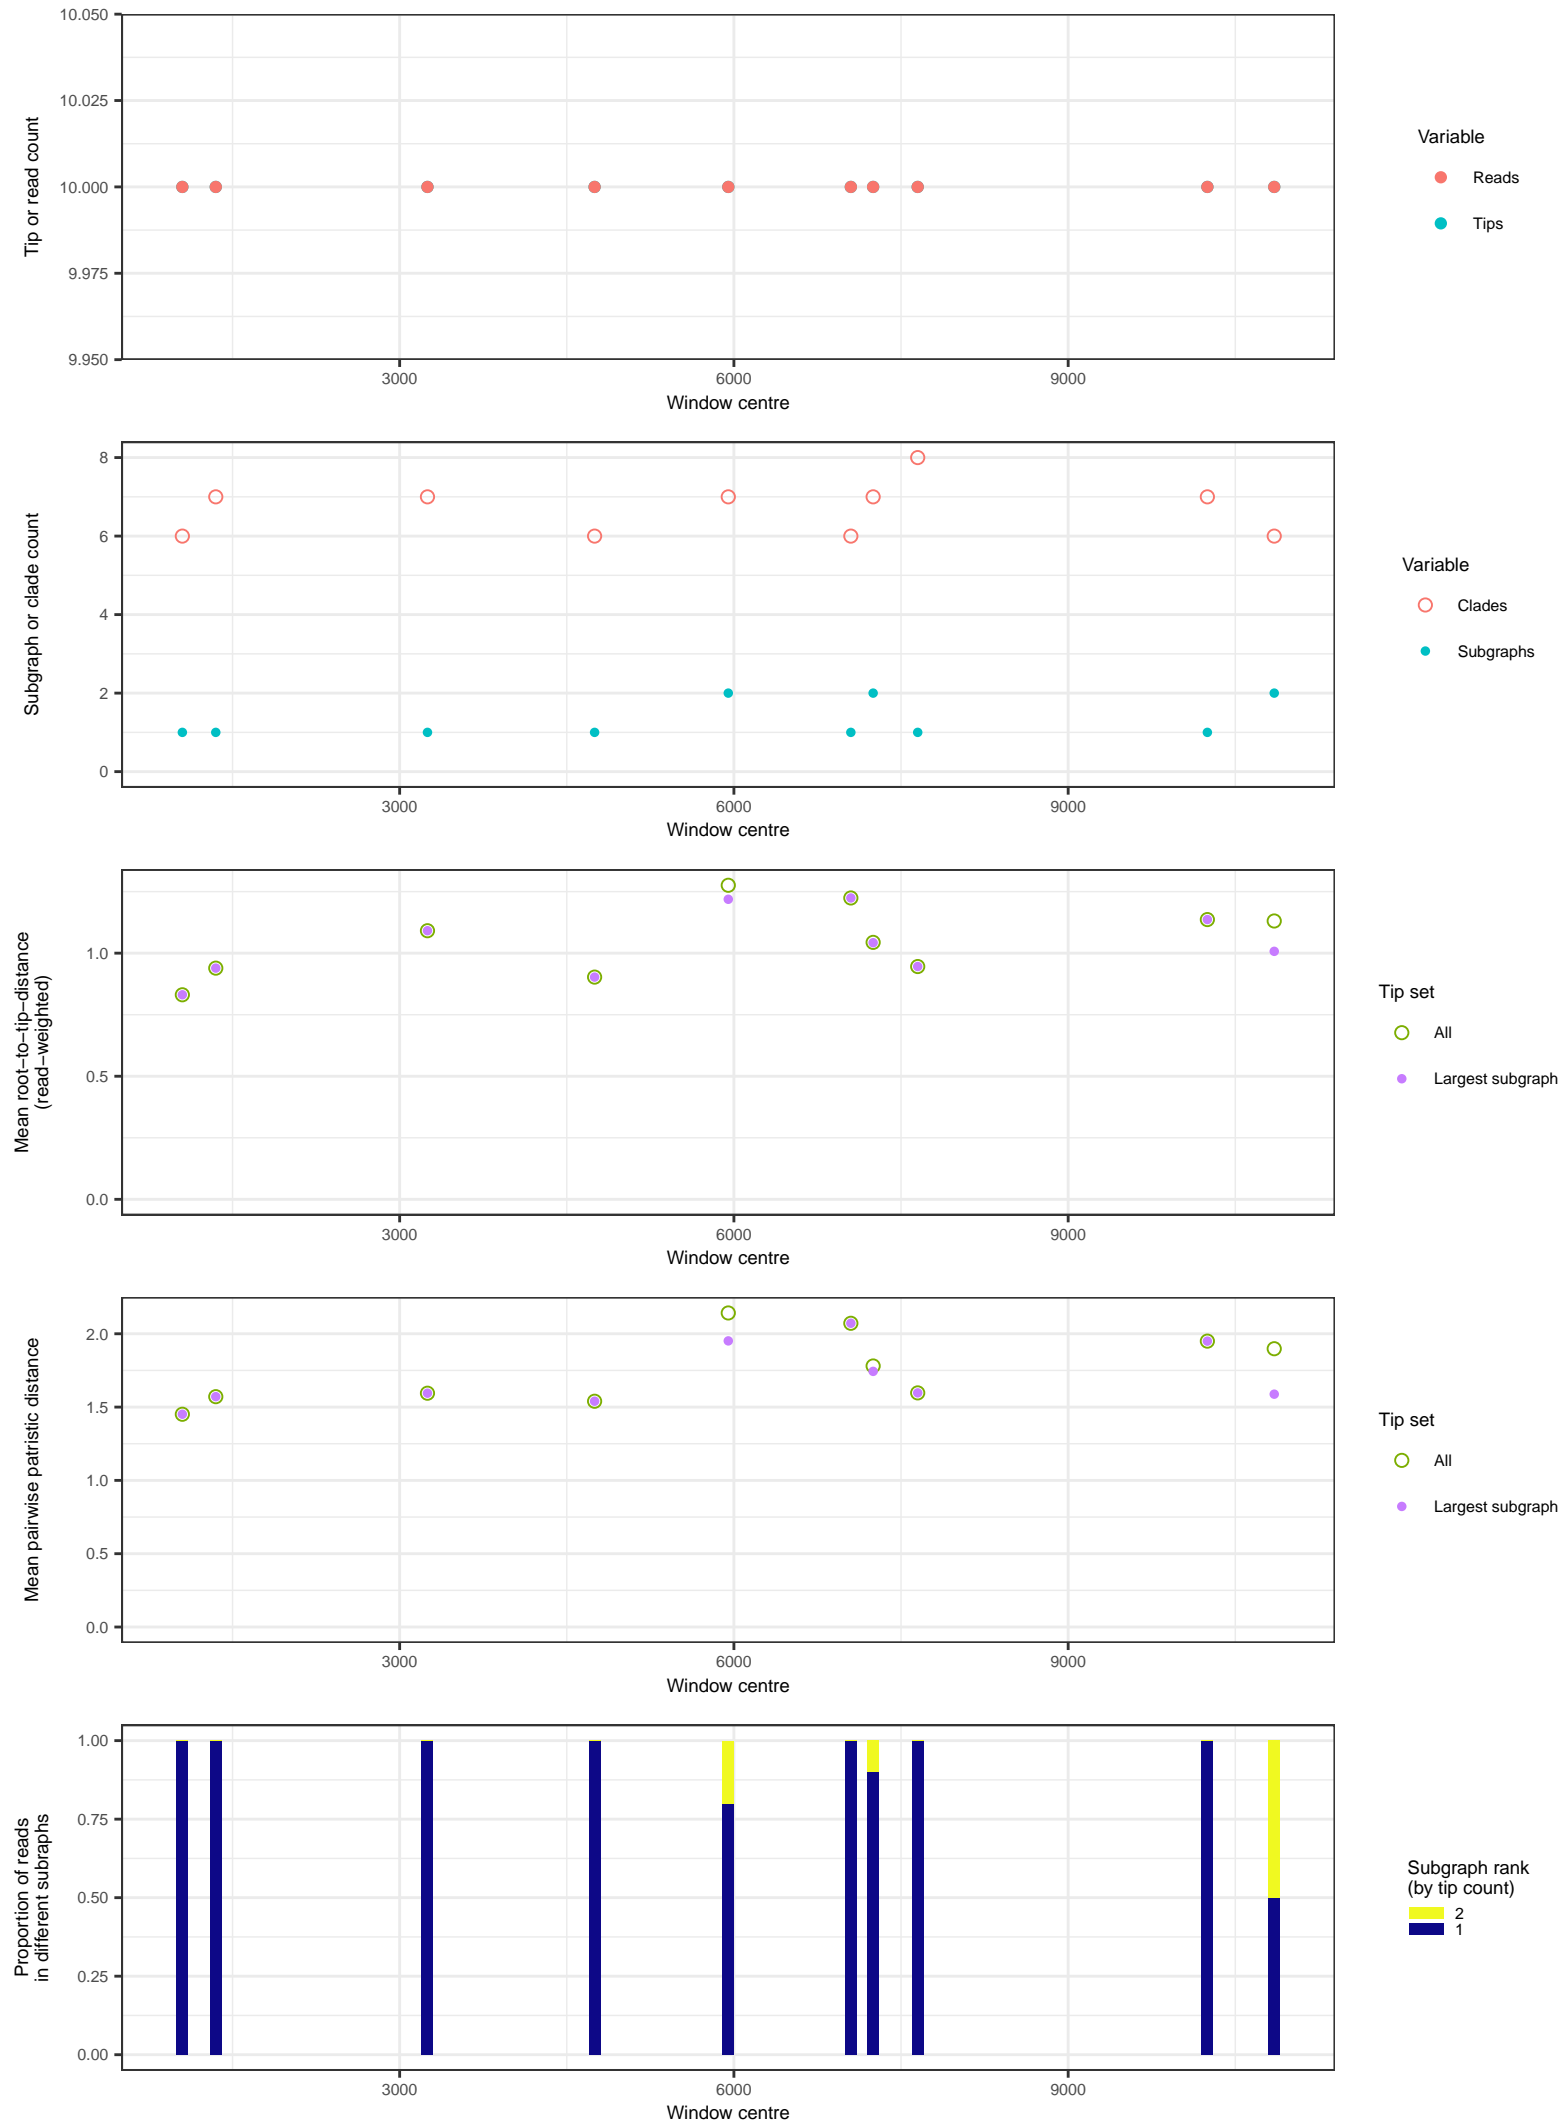 10.050
10.025
10.000
9.975
9.950
Tip or read count
3000
6000
9000
Window centre
Variable
Reads
Tips
8
6
4
2
0
Subgraph or clade count
3000
6000
9000
Window centre
Variable
Clades
Subgraphs
1.0
0.5
0.0
Mean root−to−tip−distance
(read−weighted)
3000
6000
9000
Window centre
Tip set
All
Largest subgraph
2.0
1.5
1.0
0.5
0.0
Mean pairwise patristic distance
3000
6000
9000
Window centre
Tip set
All
Largest subgraph
1.00
0.75
0.50
0.25
0.00
Proportion of reads
in different subraphs
3000
6000
9000
Window centre
Subgraph rank
(by tip count)
2
1